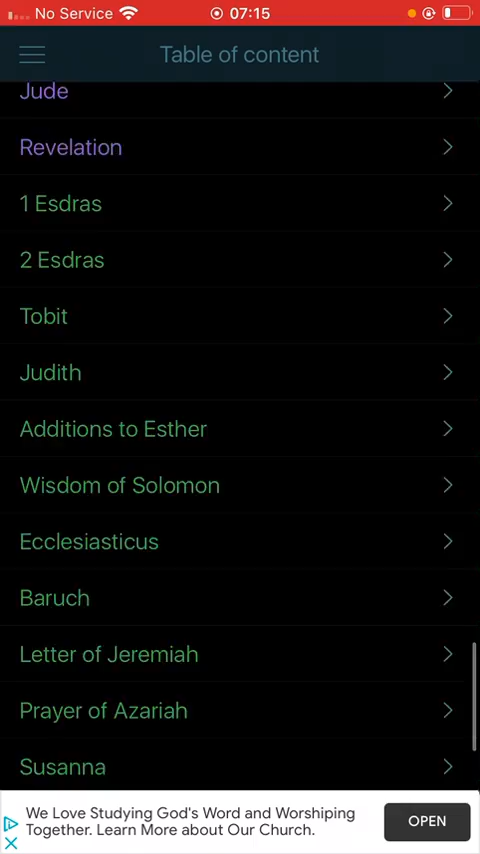 No Service 07:15
Table of content
Jude
Revelation
1 Esdras
2 Esdras
Tobit
Judith
Additions to Esther
Wisdom of Solomon
Ecclesiasticus
Baruch
Letter of Jeremiah
Prayer of Azariah
Susanna
We Love Studying God's Word and Worshiping
Together. Learn More about Our Church.
OPEN